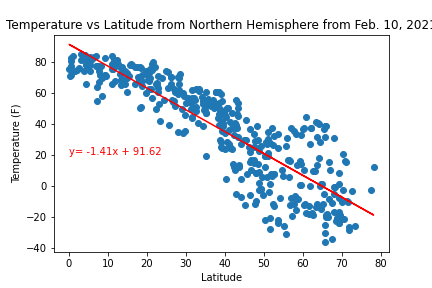 Temperature vs Latitude from Northern Hemisphere from Feb. 10, 2021
80
60
40
20
0
−20
−40
Temperature (F)
y= -1.41x + 91.62
0 10 20 30 40 50 60 70 80
Latitude